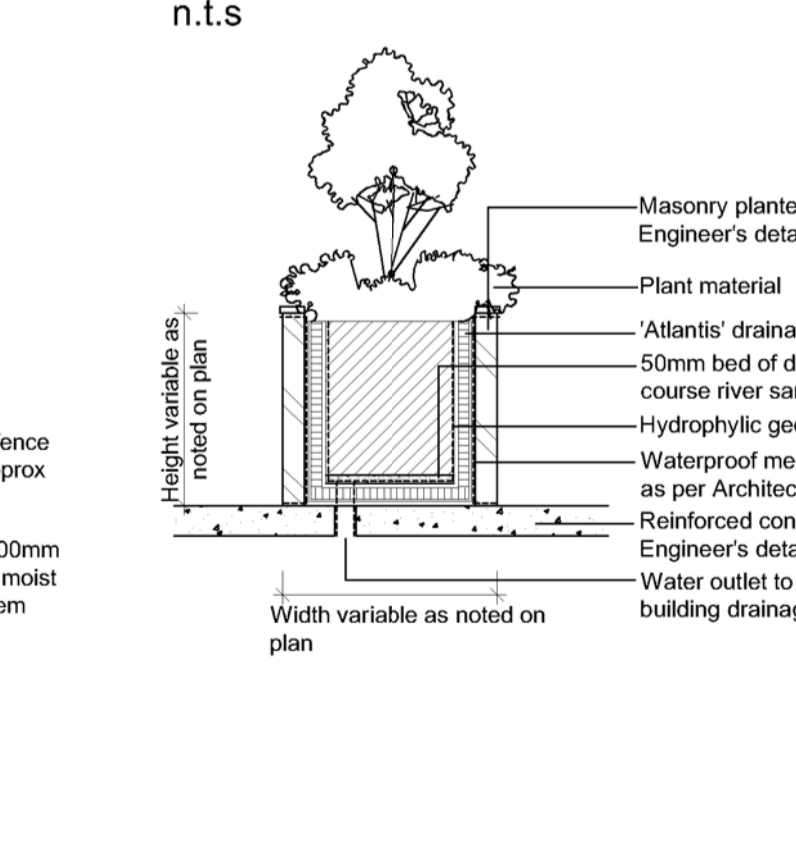 n.t.s
Masonry plante
Engineer's deta
Plant material
'Atlantis' draina
50mm bed of d
course river sar
Hydrophylic geo
Waterproof me
as per Architec
Reinforced con
Engineer's deta
Water outlet to
building drainag
Height variable as
noted on plan
Width variable as noted on
plan
ence
prox
00mm
moist
em